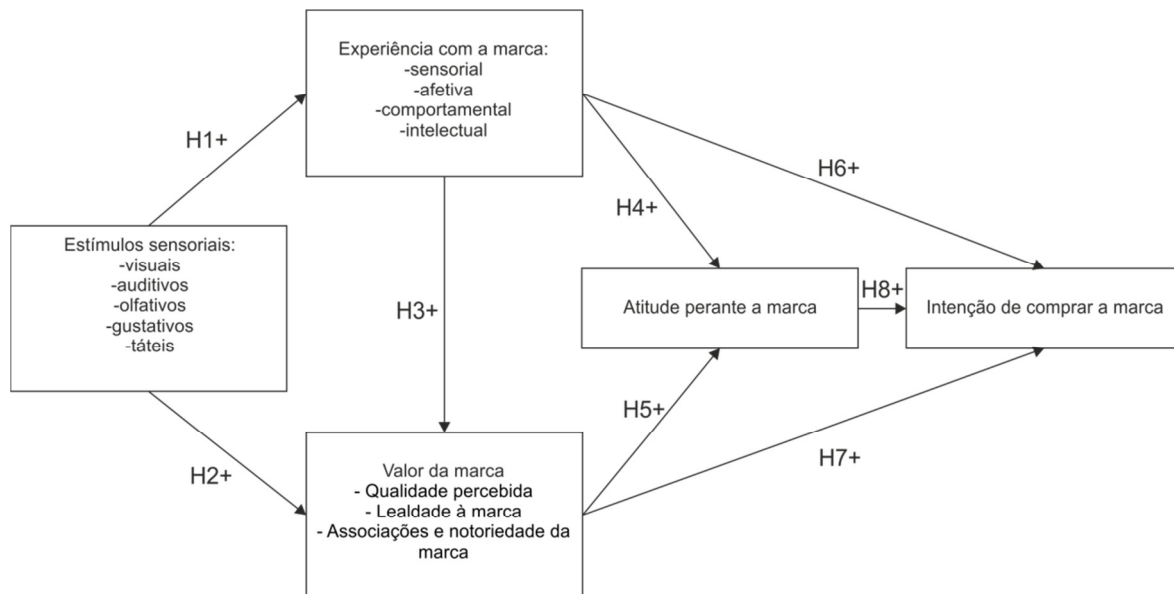 Experiência com a marca:
-sensorial
-afetiva
-comportamental
-intelectual
H1+
H6+
H4+
Estímulos sensoriais:
-visuais
-auditivos
-olfativos
-gustativos
-táteis
H3+
Atitude perante a marca
H8+
Intenção de comprar a marca
H2+
H5+
H7+
Valor da marca
- Qualidade percebida
- Lealdade à marca
- Associações e notoriedade da
marca